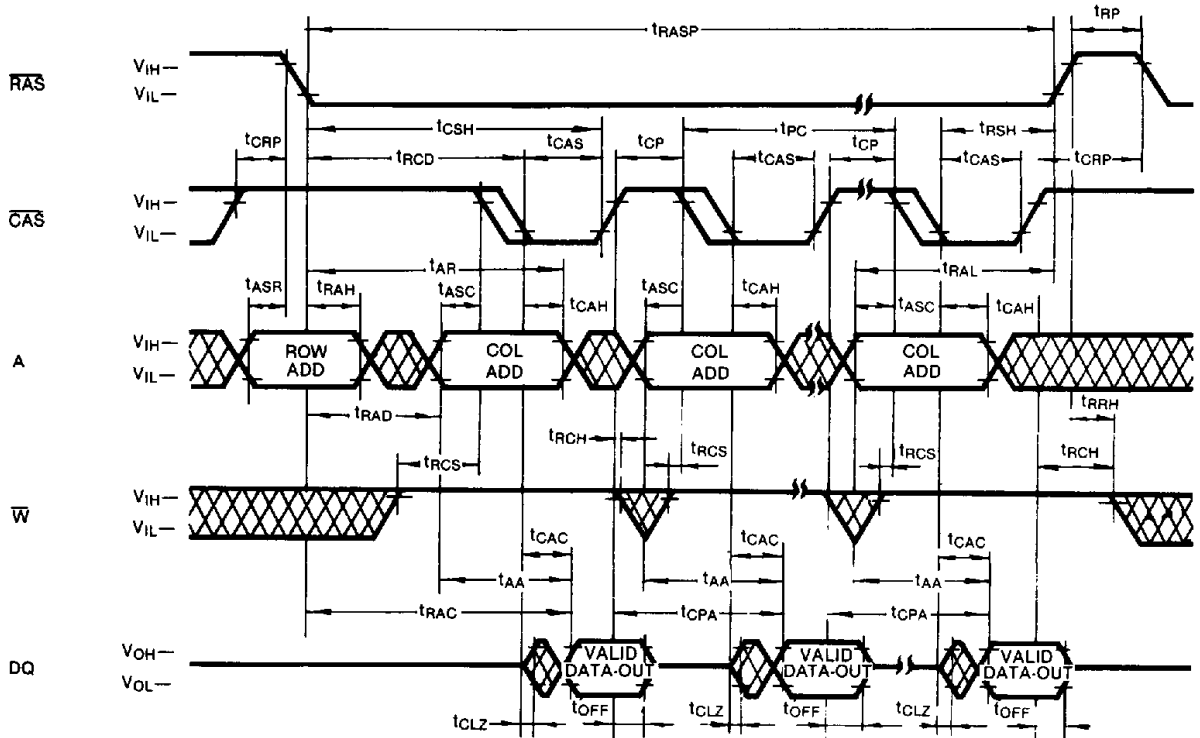 tRASP tRP
RAS VIH—
VIL—
tCRP tCSH tPC tRSH
tRCD tCAS tCP tCAS tCP tCAS tCRP
CAS VIH—
VIL—
tAR tRAL
tASR tRAH tASC tCAH tASC tCAH tASC tCAH
A VIH—
VIL—
ROW ADD
COL ADD
COL ADD
COL ADD
tRAD tRRH
tRCS tRCH tRCS tRCS tRCH
W VIH—
VIL—
tCAC tCAC tCAC
tAA tAA tAA
tRAC tCPA tCPA
DQ VOH—
VOL—
VALID DATA-OUT
VALID DATA-OUT
VALID DATA-OUT
tCLZ tOFF tCLZ tOFF tCLZ tOFF